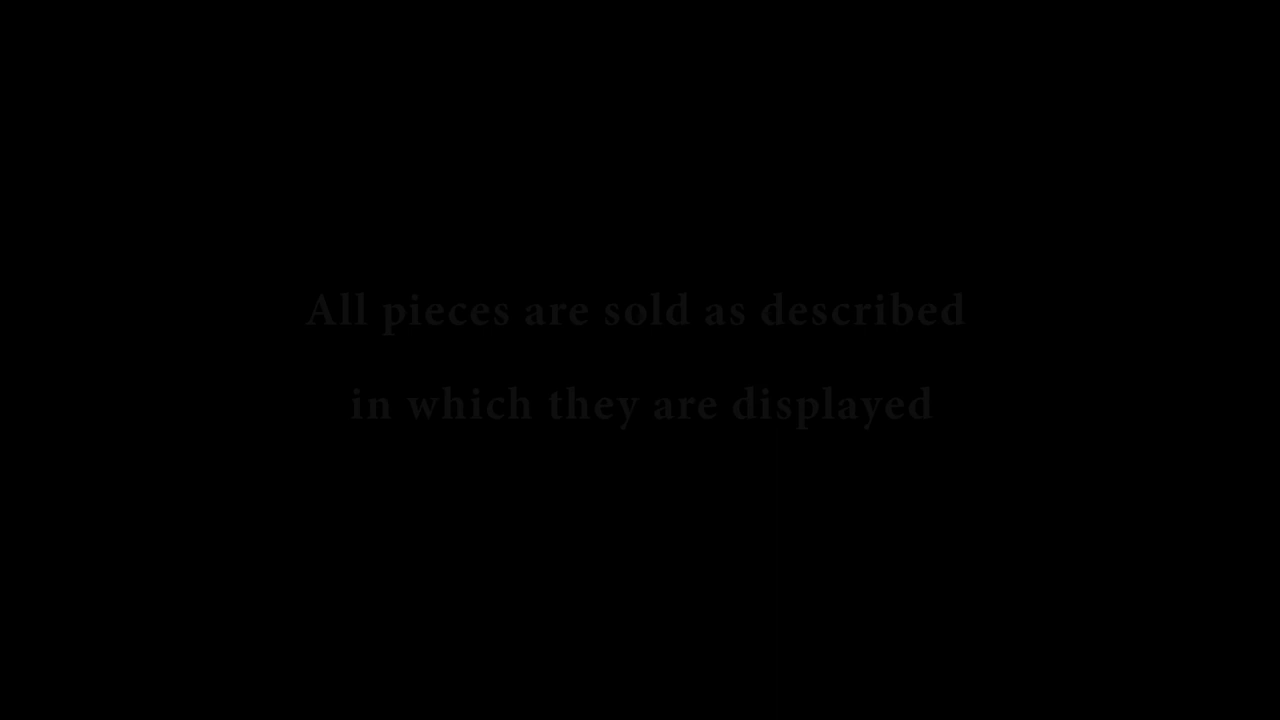 All pieces are sold as described
in which they are displayed